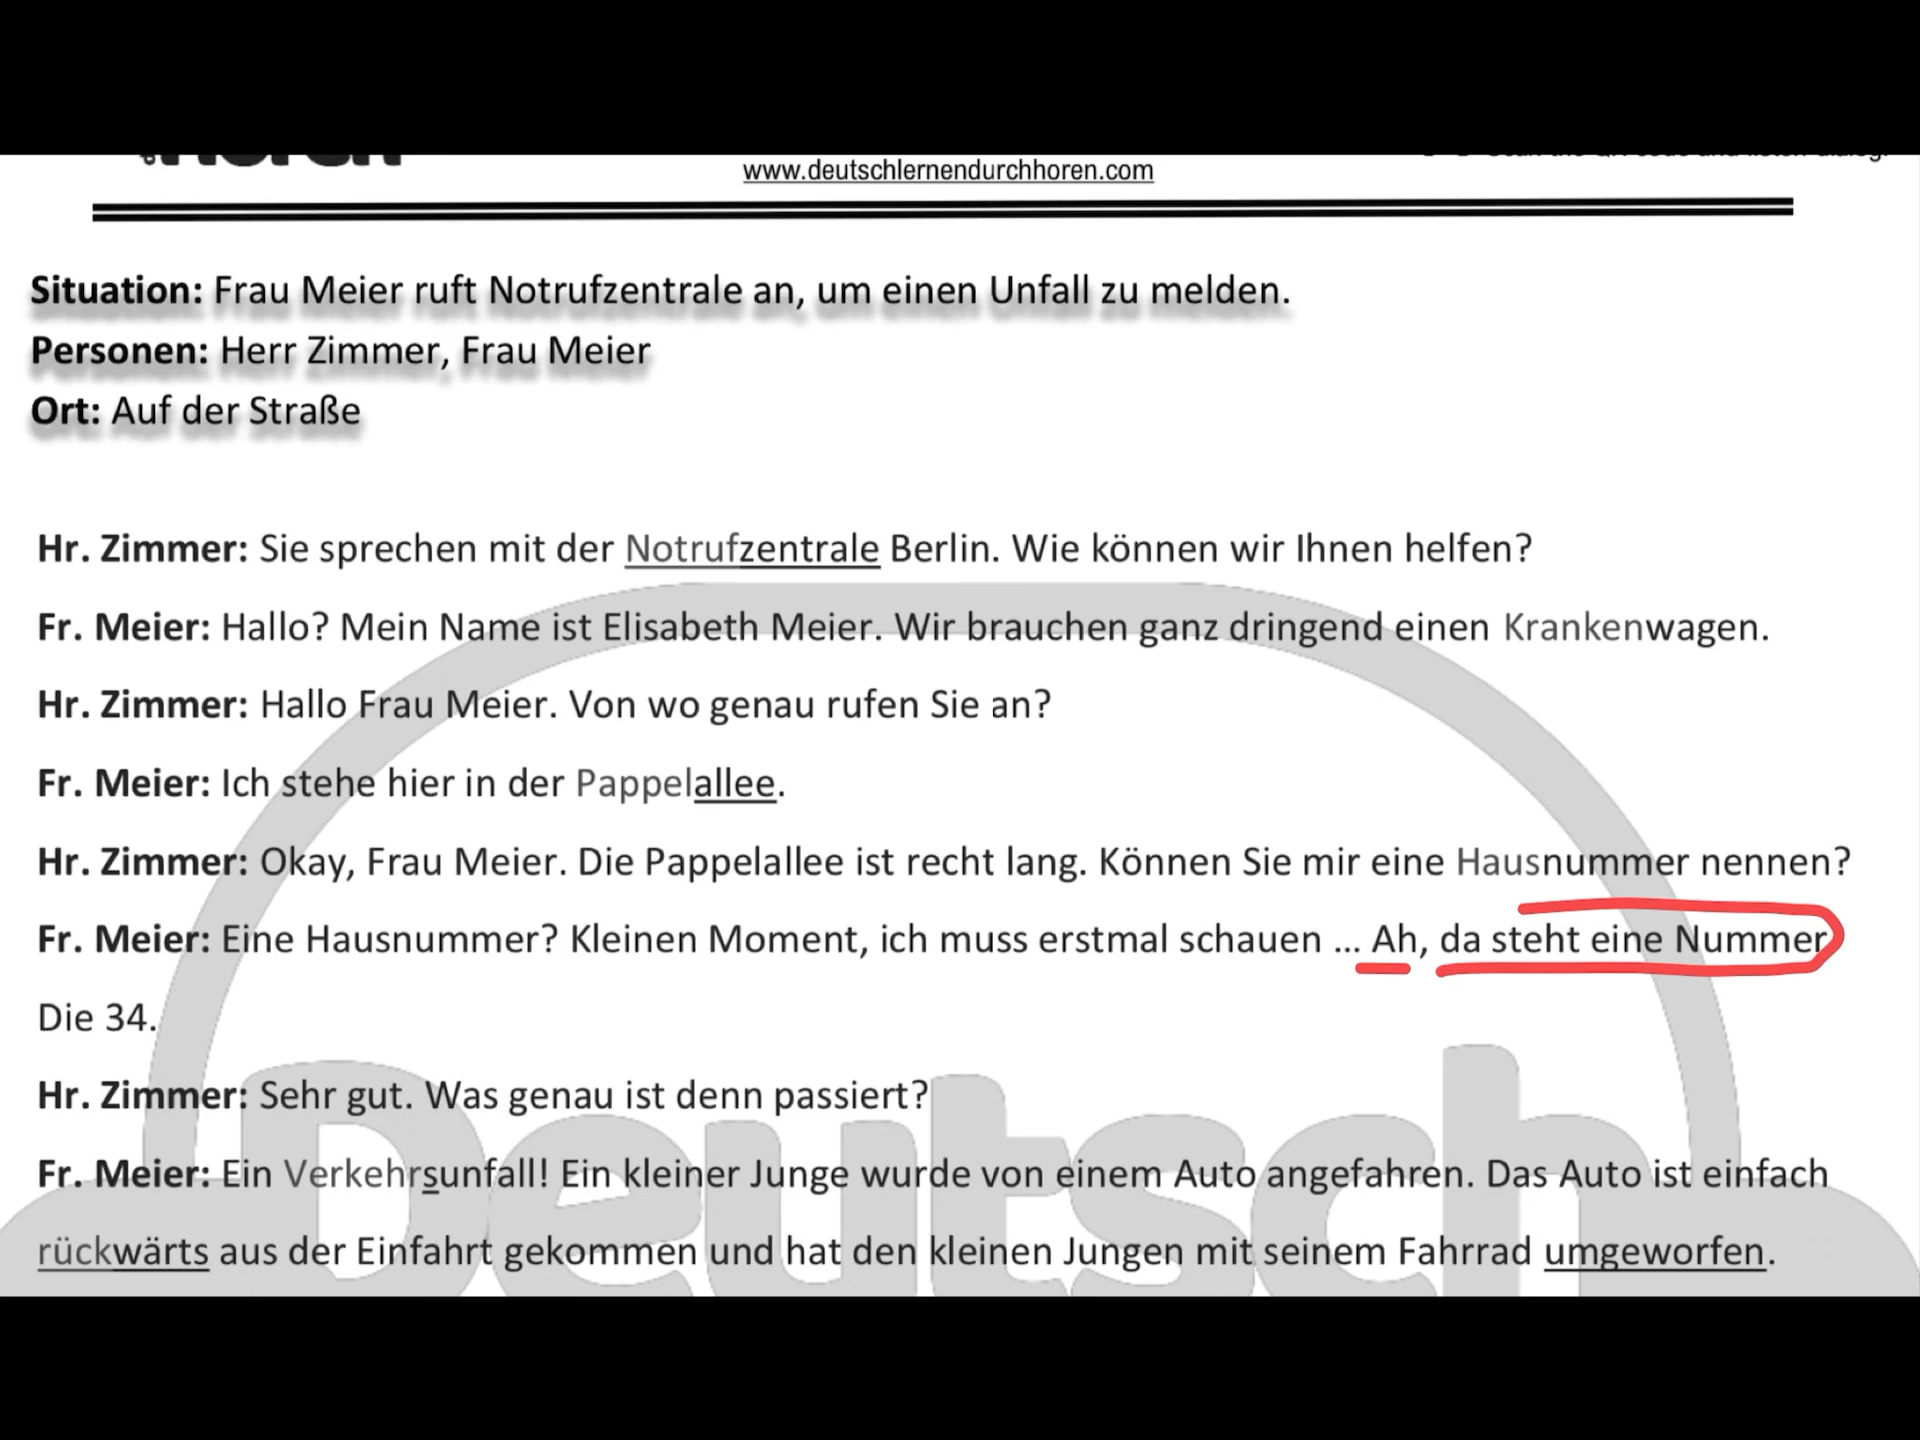 www.deutschlernendurchhoren.com
Situation: Frau Meier ruft Notrufzentrale an, um einen Unfall zu melden.
Personen: Herr Zimmer, Frau Meier
Ort: Auf der Straße
Hr. Zimmer: Sie sprechen mit der Notrufzentrale Berlin. Wie können wir Ihnen helfen?
Fr. Meier: Hallo? Mein Name ist Elisabeth Meier. Wir brauchen ganz dringend einen Krankenwagen.
Hr. Zimmer: Hallo Frau Meier. Von wo genau rufen Sie an?
Fr. Meier: Ich stehe hier in der Pappelallee.
Hr. Zimmer: Okay, Frau Meier. Die Pappelallee ist recht lang. Können Sie mir eine Hausnummer nennen?
Fr. Meier: Eine Hausnummer? Kleinen Moment, ich muss erstmal schauen ... Ah, da steht eine Nummer
Die 34.
Hr. Zimmer: Sehr gut. Was genau ist denn passiert?
Fr. Meier: Ein Verkehrsunfall! Ein kleiner Junge wurde von einem Auto angefahren. Das Auto ist einfach
rückwärts aus der Einfahrt gekommen und hat den kleinen Jungen mit seinem Fahrrad umgeworfen.
Deutsch